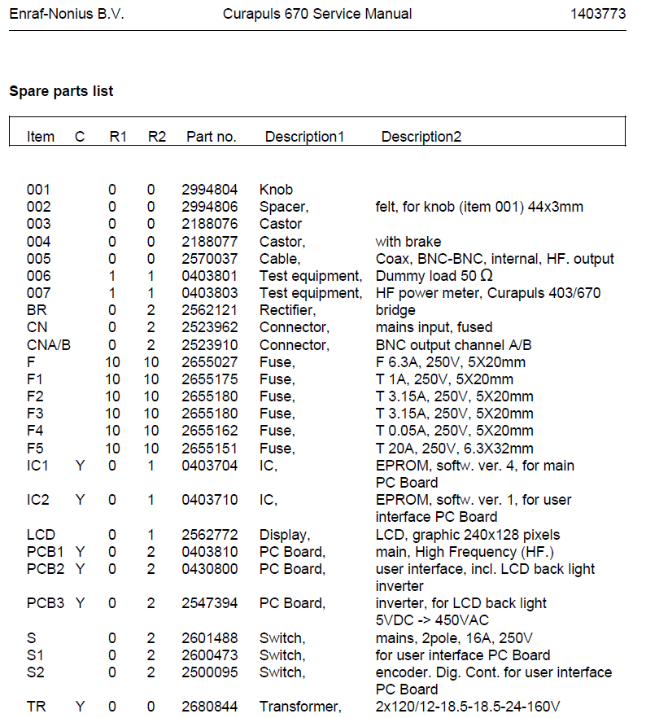 Enraf-Nonius B.V. Curapuls 670 Service Manual 1403773
Spare parts list
Item C R1 R2 Part no. Description1 Description2
001 0 0 2994804 Knob
002 0 0 2994806 Spacer, felt, for knob (item 001) 44x3mm
003 0 0 2188076 Castor
004 0 0 2188077 Castor, with brake
005 0 0 2570037 Cable, Coax, BNC-BNC, internal, HF. output
006 1 1 0403801 Test equipment, Dummy load 50 Ω
007 1 1 0403803 Test equipment, HF power meter, Curapuls 403/670
BR 0 2 2562121 Rectifier, bridge
CN 0 2 2523962 Connector, mains input, fused
CNA/B 0 2 2523910 Connector, BNC output channel A/B
F 10 10 2655027 Fuse, F 6.3A, 250V, 5X20mm
F1 10 10 2655175 Fuse, T 1A, 250V, 5X20mm
F2 10 10 2655180 Fuse, T 3.15A, 250V, 5X20mm
F3 10 10 2655180 Fuse, T 3.15A, 250V, 5X20mm
F4 10 10 2655162 Fuse, T 0.05A, 250V, 5X20mm
F5 10 10 2655151 Fuse, T 20A, 250V, 6.3X32mm
IC1 Y 0 1 0403704 IC, EPROM, softw. ver. 4, for main
PC Board
IC2 Y 0 1 0403710 IC, EPROM, softw. ver. 1, for user
interface PC Board
LCD 0 1 2562772 Display, LCD, graphic 240x128 pixels
PCB1 Y 0 2 0403810 PC Board, main, High Frequency (HF.)
PCB2 Y 0 2 0430800 PC Board, user interface, incl. LCD back light
inverter
PCB3 Y 0 2 2547394 PC Board, inverter, for LCD back light
5VDC -> 450VAC
S 0 2 2601488 Switch, mains, 2pole, 16A, 250V
S1 0 2 2600473 Switch, for user interface PC Board
S2 0 2 2500095 Switch, encoder. Dig. Cont. for user interface
PC Board
TR Y 0 0 2680844 Transformer, 2x120/12-18.5-18.5-24-160V